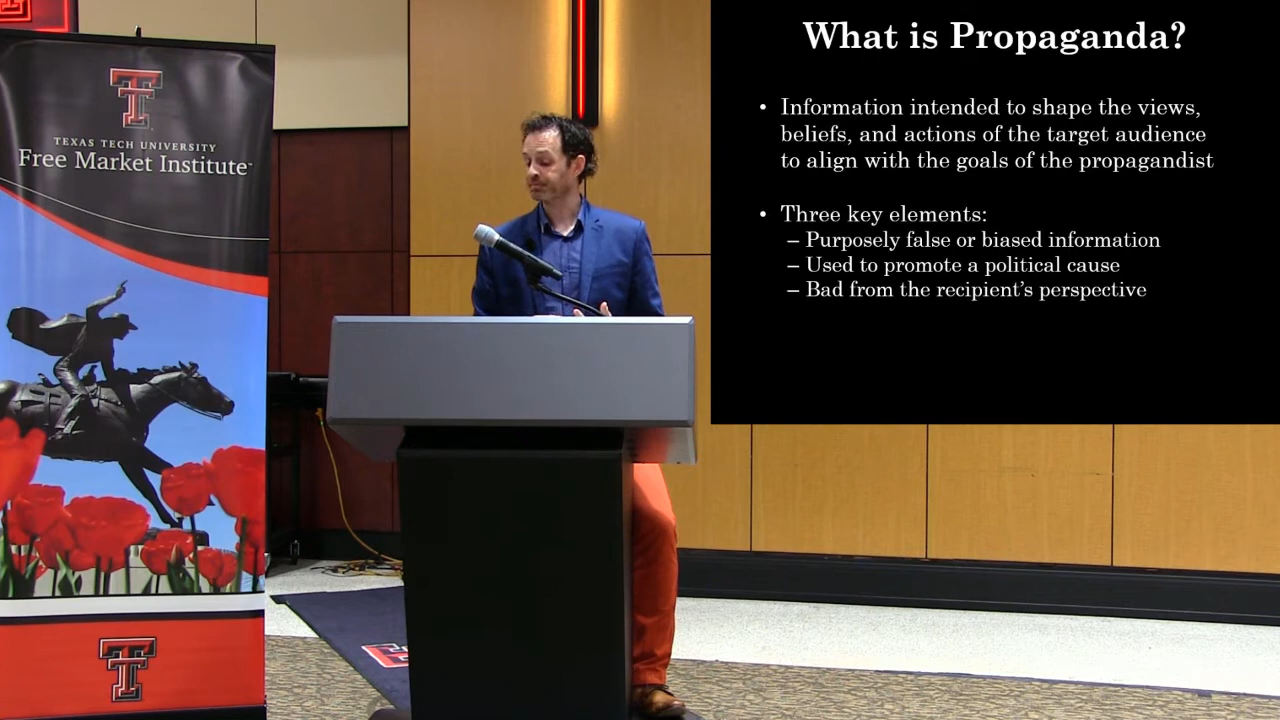 TEXAS TECH UNIVERSITY
Free Market Institute
What is Propaganda?
• Information intended to shape the views,
beliefs, and actions of the target audience
to align with the goals of the propagandist
• Three key elements:
– Purposely false or biased information
– Used to promote a political cause
– Bad from the recipient's perspective